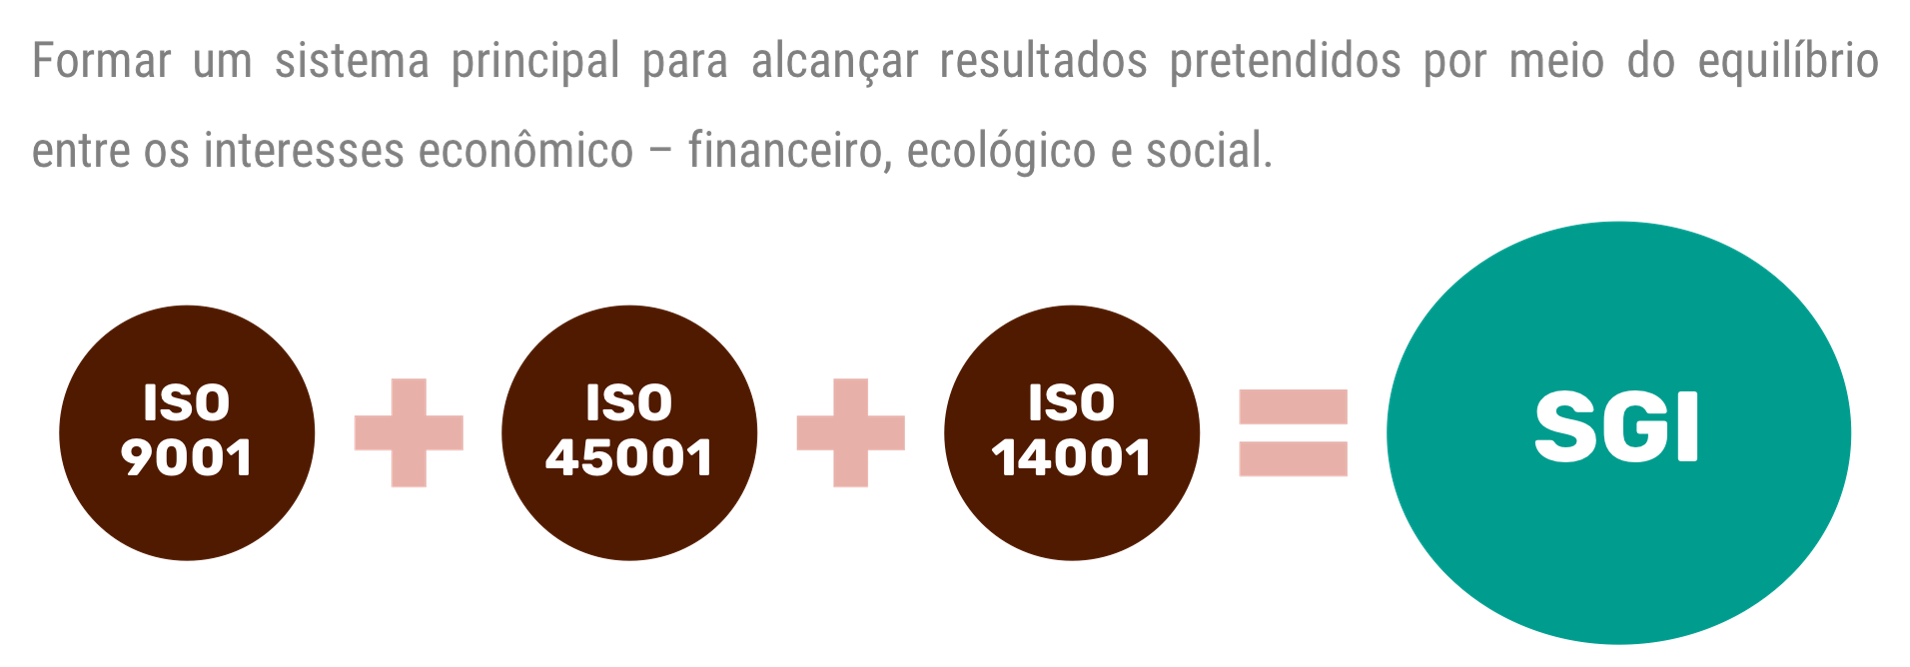 Formar um sistema principal para alcançar resultados pretendidos por meio do equilíbrio
entre os interesses econômico – financeiro, ecológico e social.
ISO
9001
ISO
45001
ISO
14001
SGI